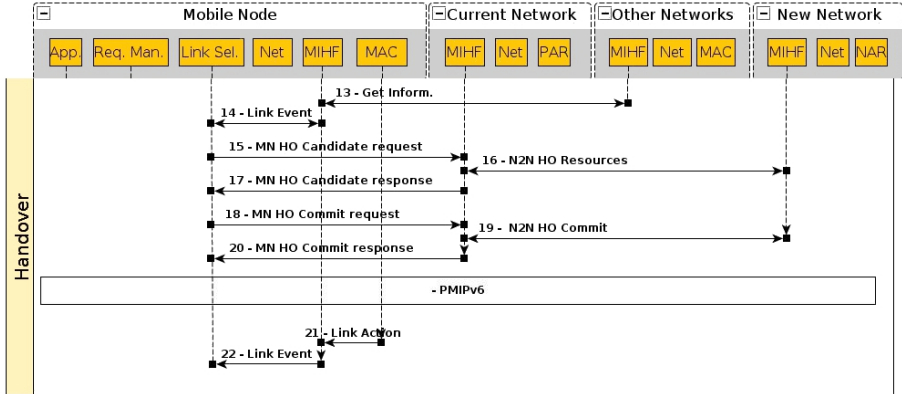 Mobile Node
Current Network
Other Networks
New Network
App.
Req. Man.
Link Sel.
Net
MIHF
MAC
MIHF
Net
PAR
MIHF
Net
MAC
MIHF
Net
NAR
Handover
13 - Get Inform.
14 - Link Event
15 - MN HO Candidate request
16 - N2N HO Resources
17 - MN HO Candidate response
18 - MN HO Commit request
19 - N2N HO Commit
20 - MN HO Commit response
- PMIPv6
21 - Link Action
22 - Link Event